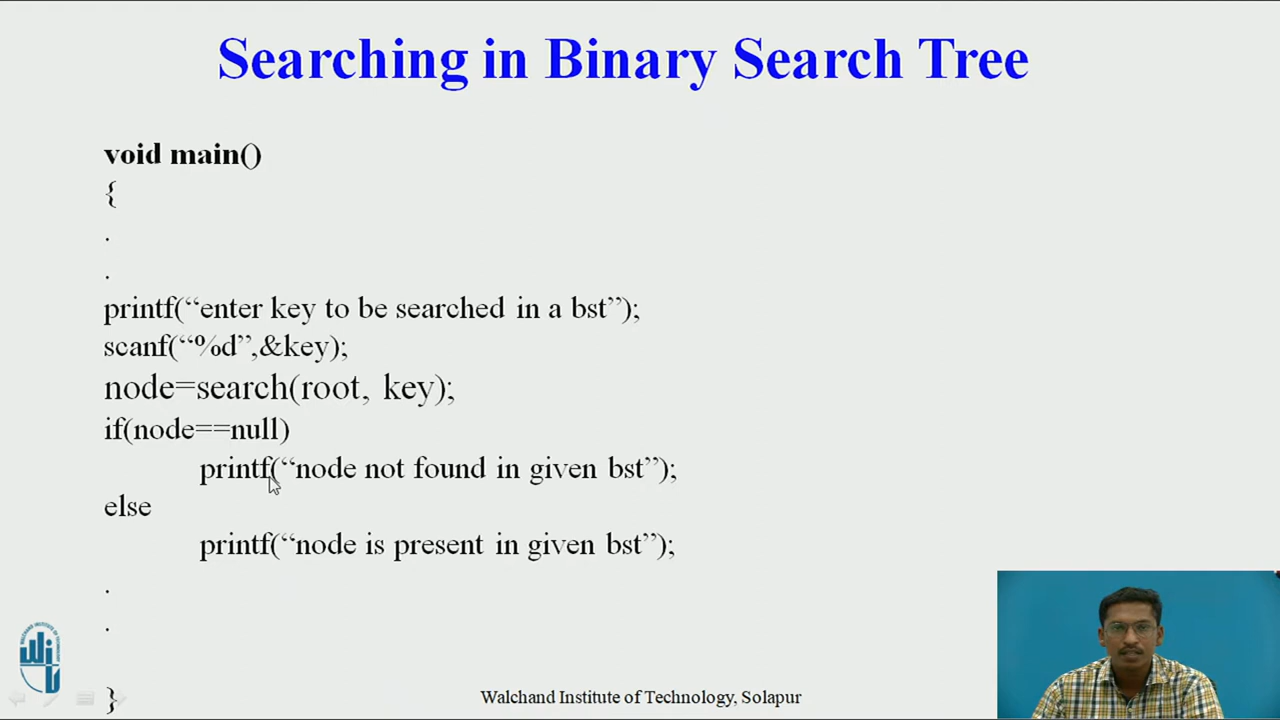 Searching in Binary Search Tree
void main()
{
.
.
printf(“enter key to be searched in a bst”);
scanf(“%d”,&key);
node=search(root, key);
if(node==null)
printf(“node not found in given bst”);
else
printf(“node is present in given bst”);
.
.
}
Walchand Institute of Technology, Solapur